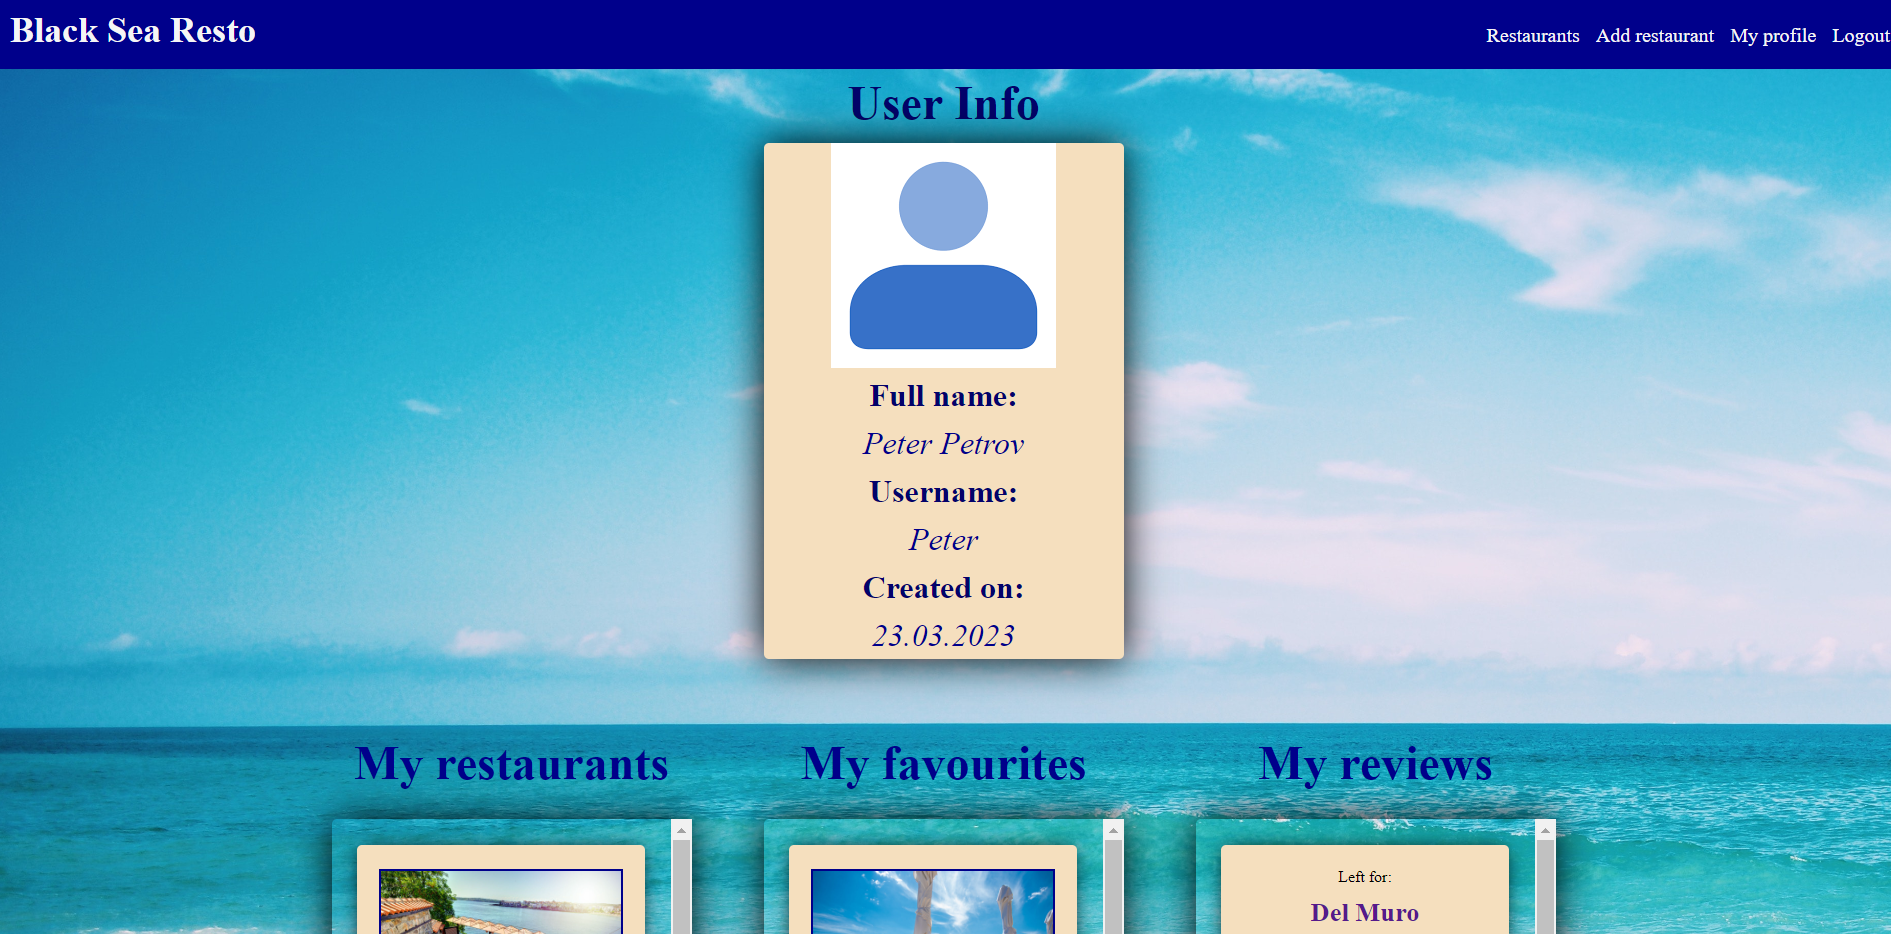 Black Sea Resto
Restaurants Add restaurant My profile Logout
User Info
Full name:
Peter Petrov
Username:
Peter
Created on:
23.03.2023
My restaurants
My favourites
My reviews
Left for:
Del Muro